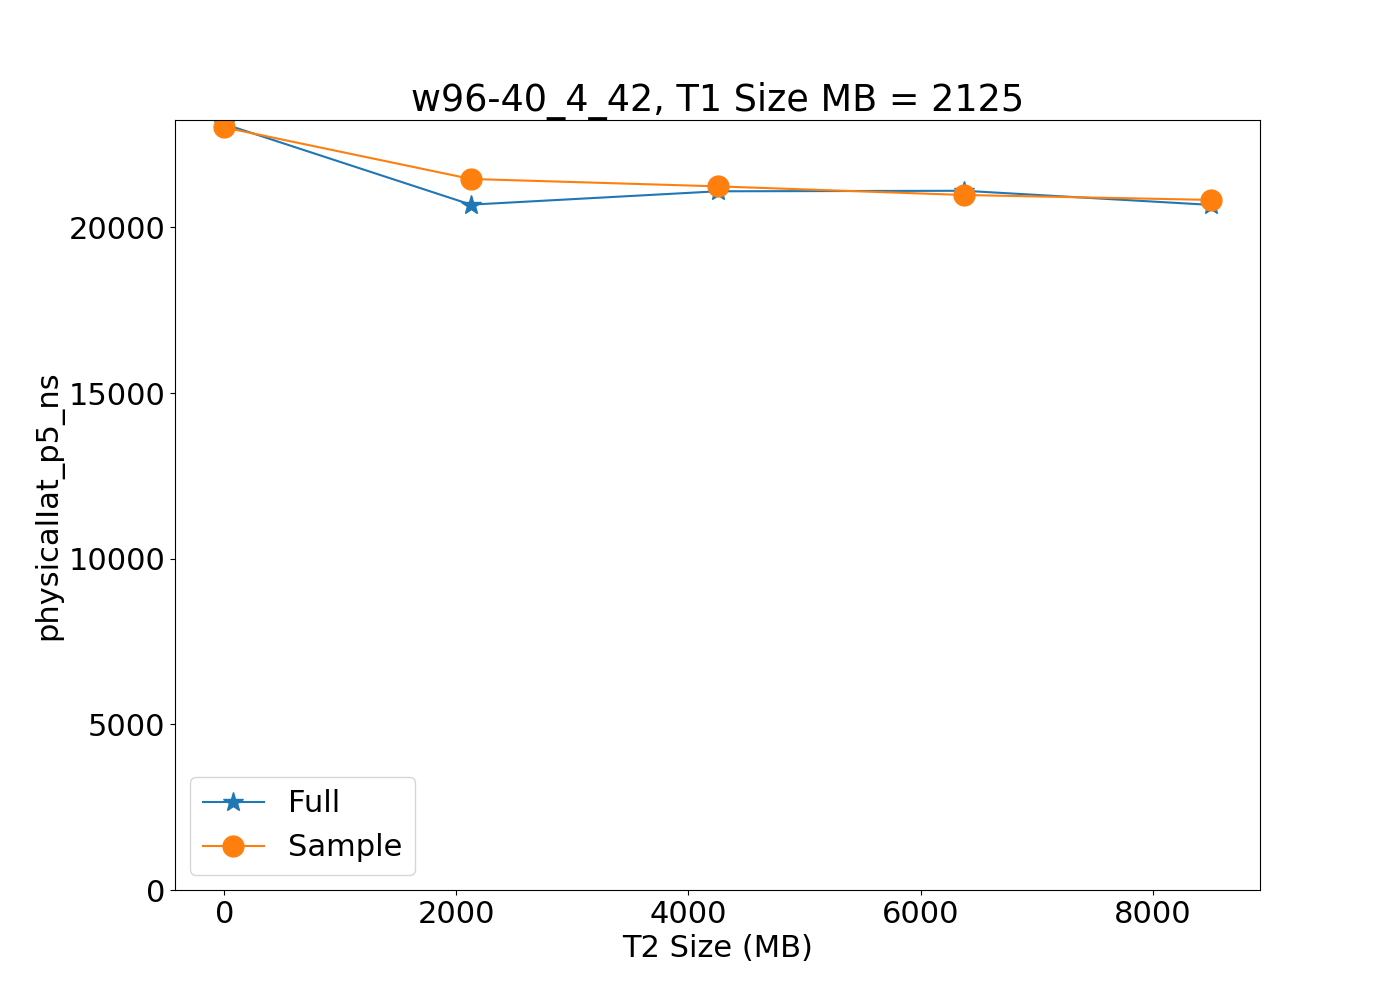 w96-40_4_42, T1 Size MB = 2125
physicallat_p5_ns
20000
15000
10000
5000
0
Full
Sample
0 2000 4000 6000 8000
T2 Size (MB)